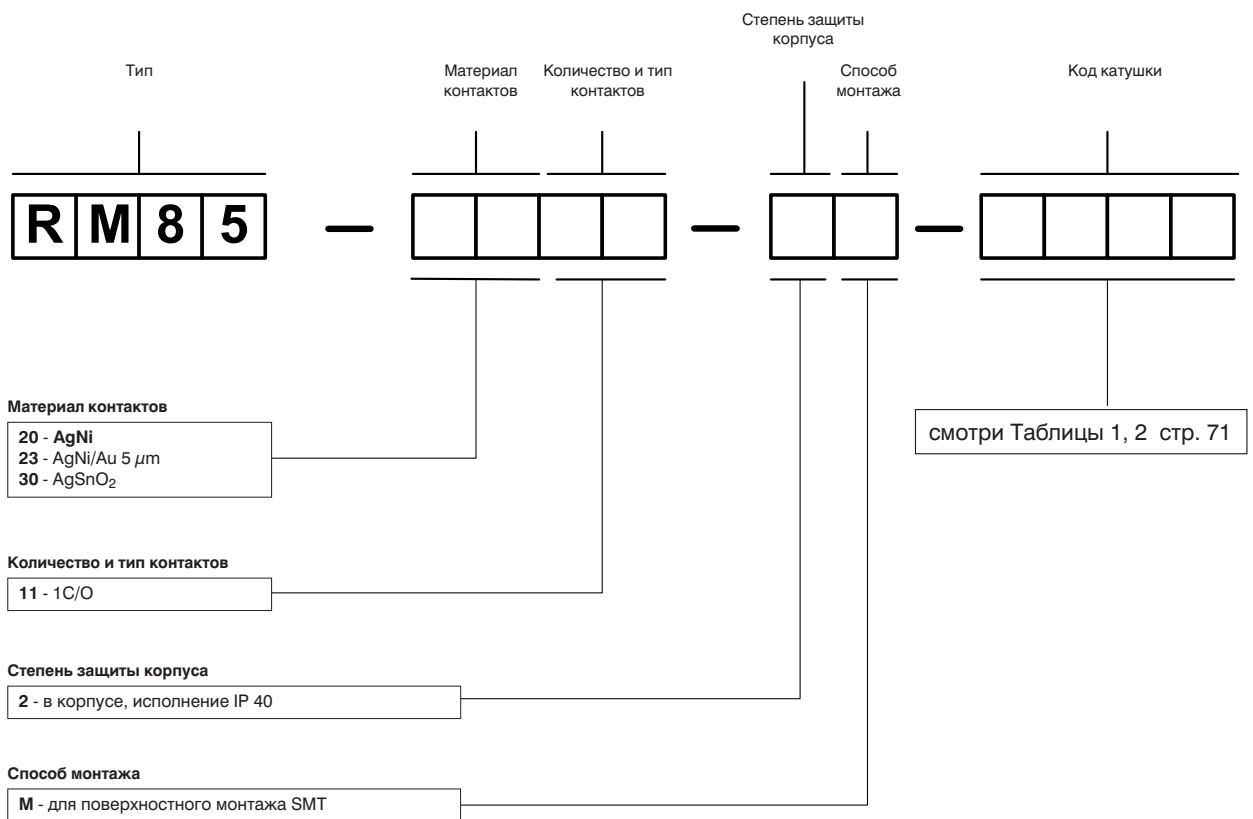 Степень защиты
корпуса
Тип
Материал
контактов
Количество и тип
контактов
Способ
монтажа
Код катушки
RM85 – –  –
Материал контактов
20 - AgNi
23 - AgNi/Au 5 µm
30 - AgSnO₂
смотри Таблицы 1, 2 стр. 71
Количество и тип контактов
11 - 1C/O
Степень защиты корпуса
2 - в корпусе, исполнение IP 40
Способ монтажа
M - для поверхностного монтажа SMT